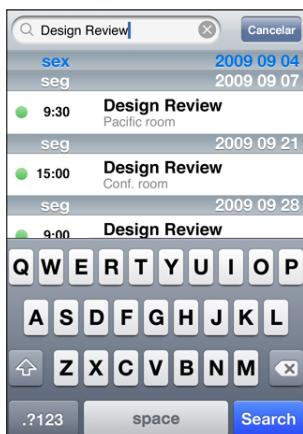 Design Review Cancelar
sex 2009 09 04
seg 2009 09 07
9:30 Design Review
Pacific room
seg 2009 09 21
15:00 Design Review
Conf. room
seg 2009 09 28
9:00 Design Review
Q W E R T Y U I O P
A S D F G H J K L
Z X C V B N M
.?123 space Search